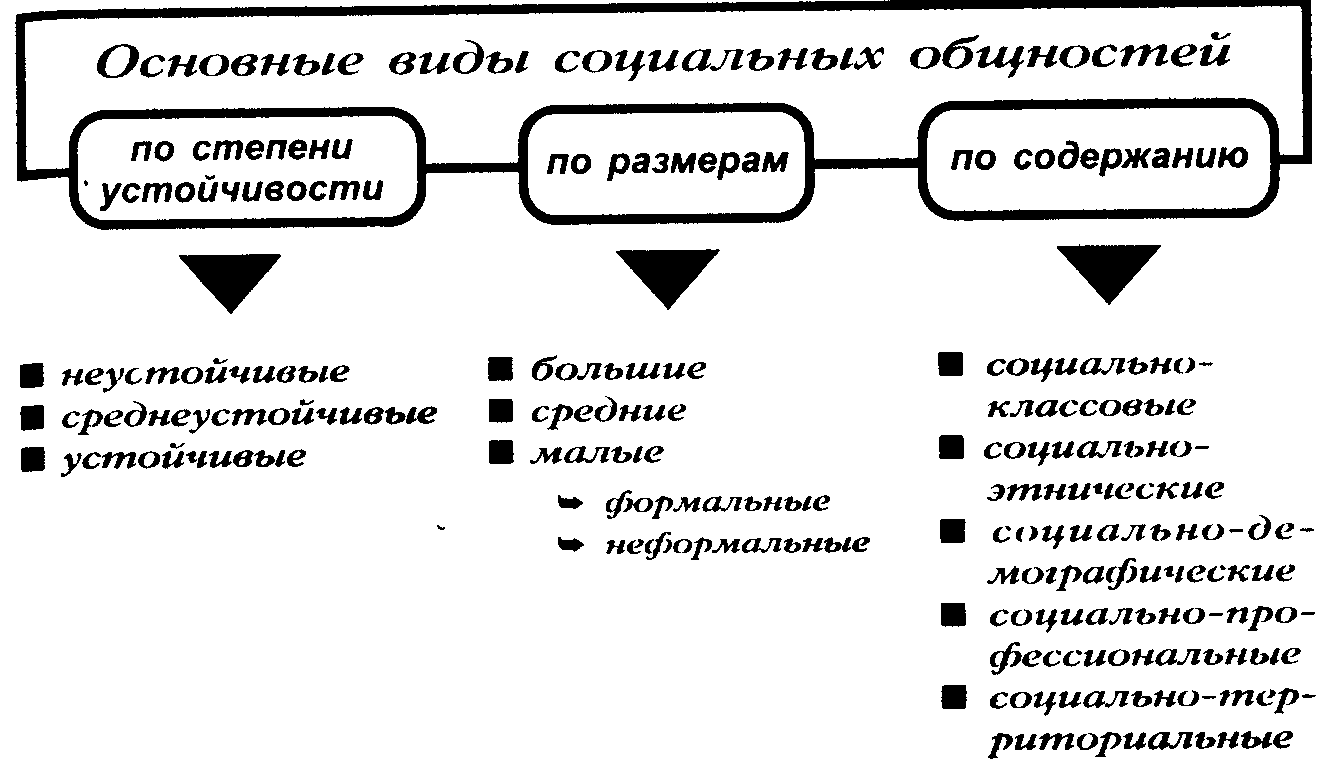 Основные виды социальных общностей
по степени
устойчивости
по размерам
по содержанию
неустойчивые
среднеустойчивые
устойчивые
большие
средние
малые
формальные
неформальные
социально-
классовые
социально-
этнические
социально-де-
мографические
социально-про-
фессиональные
социально-тер-
риториальные